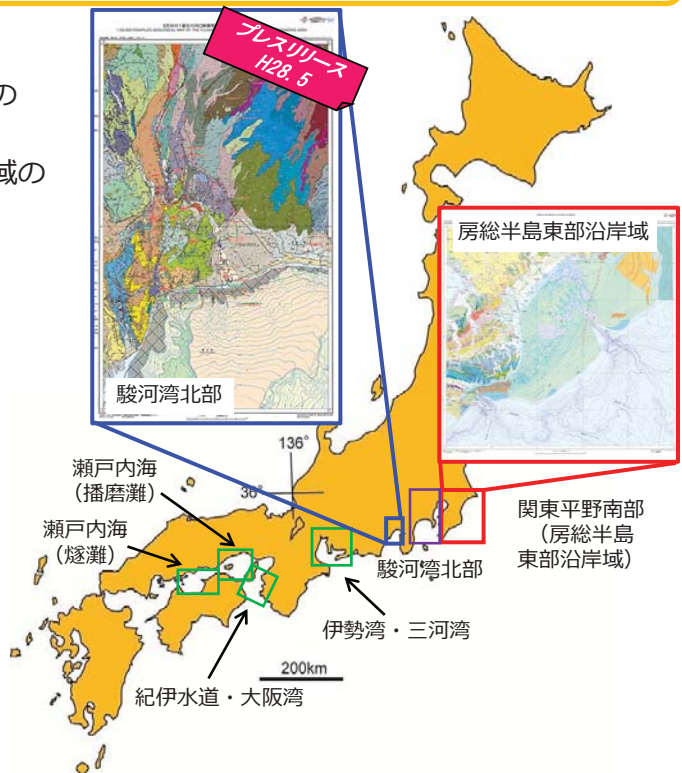 の
域の
プレスリリース
H28. 5
駿河湾北部
房総半島東部沿岸域
136°
36°
瀬戸内海
（播磨灘）
瀬戸内海
（燧灘）
関東平野南部
（房総半島
東部沿岸域）
駿河湾北部
伊勢湾・三河湾
200km
紀伊水道・大阪湾